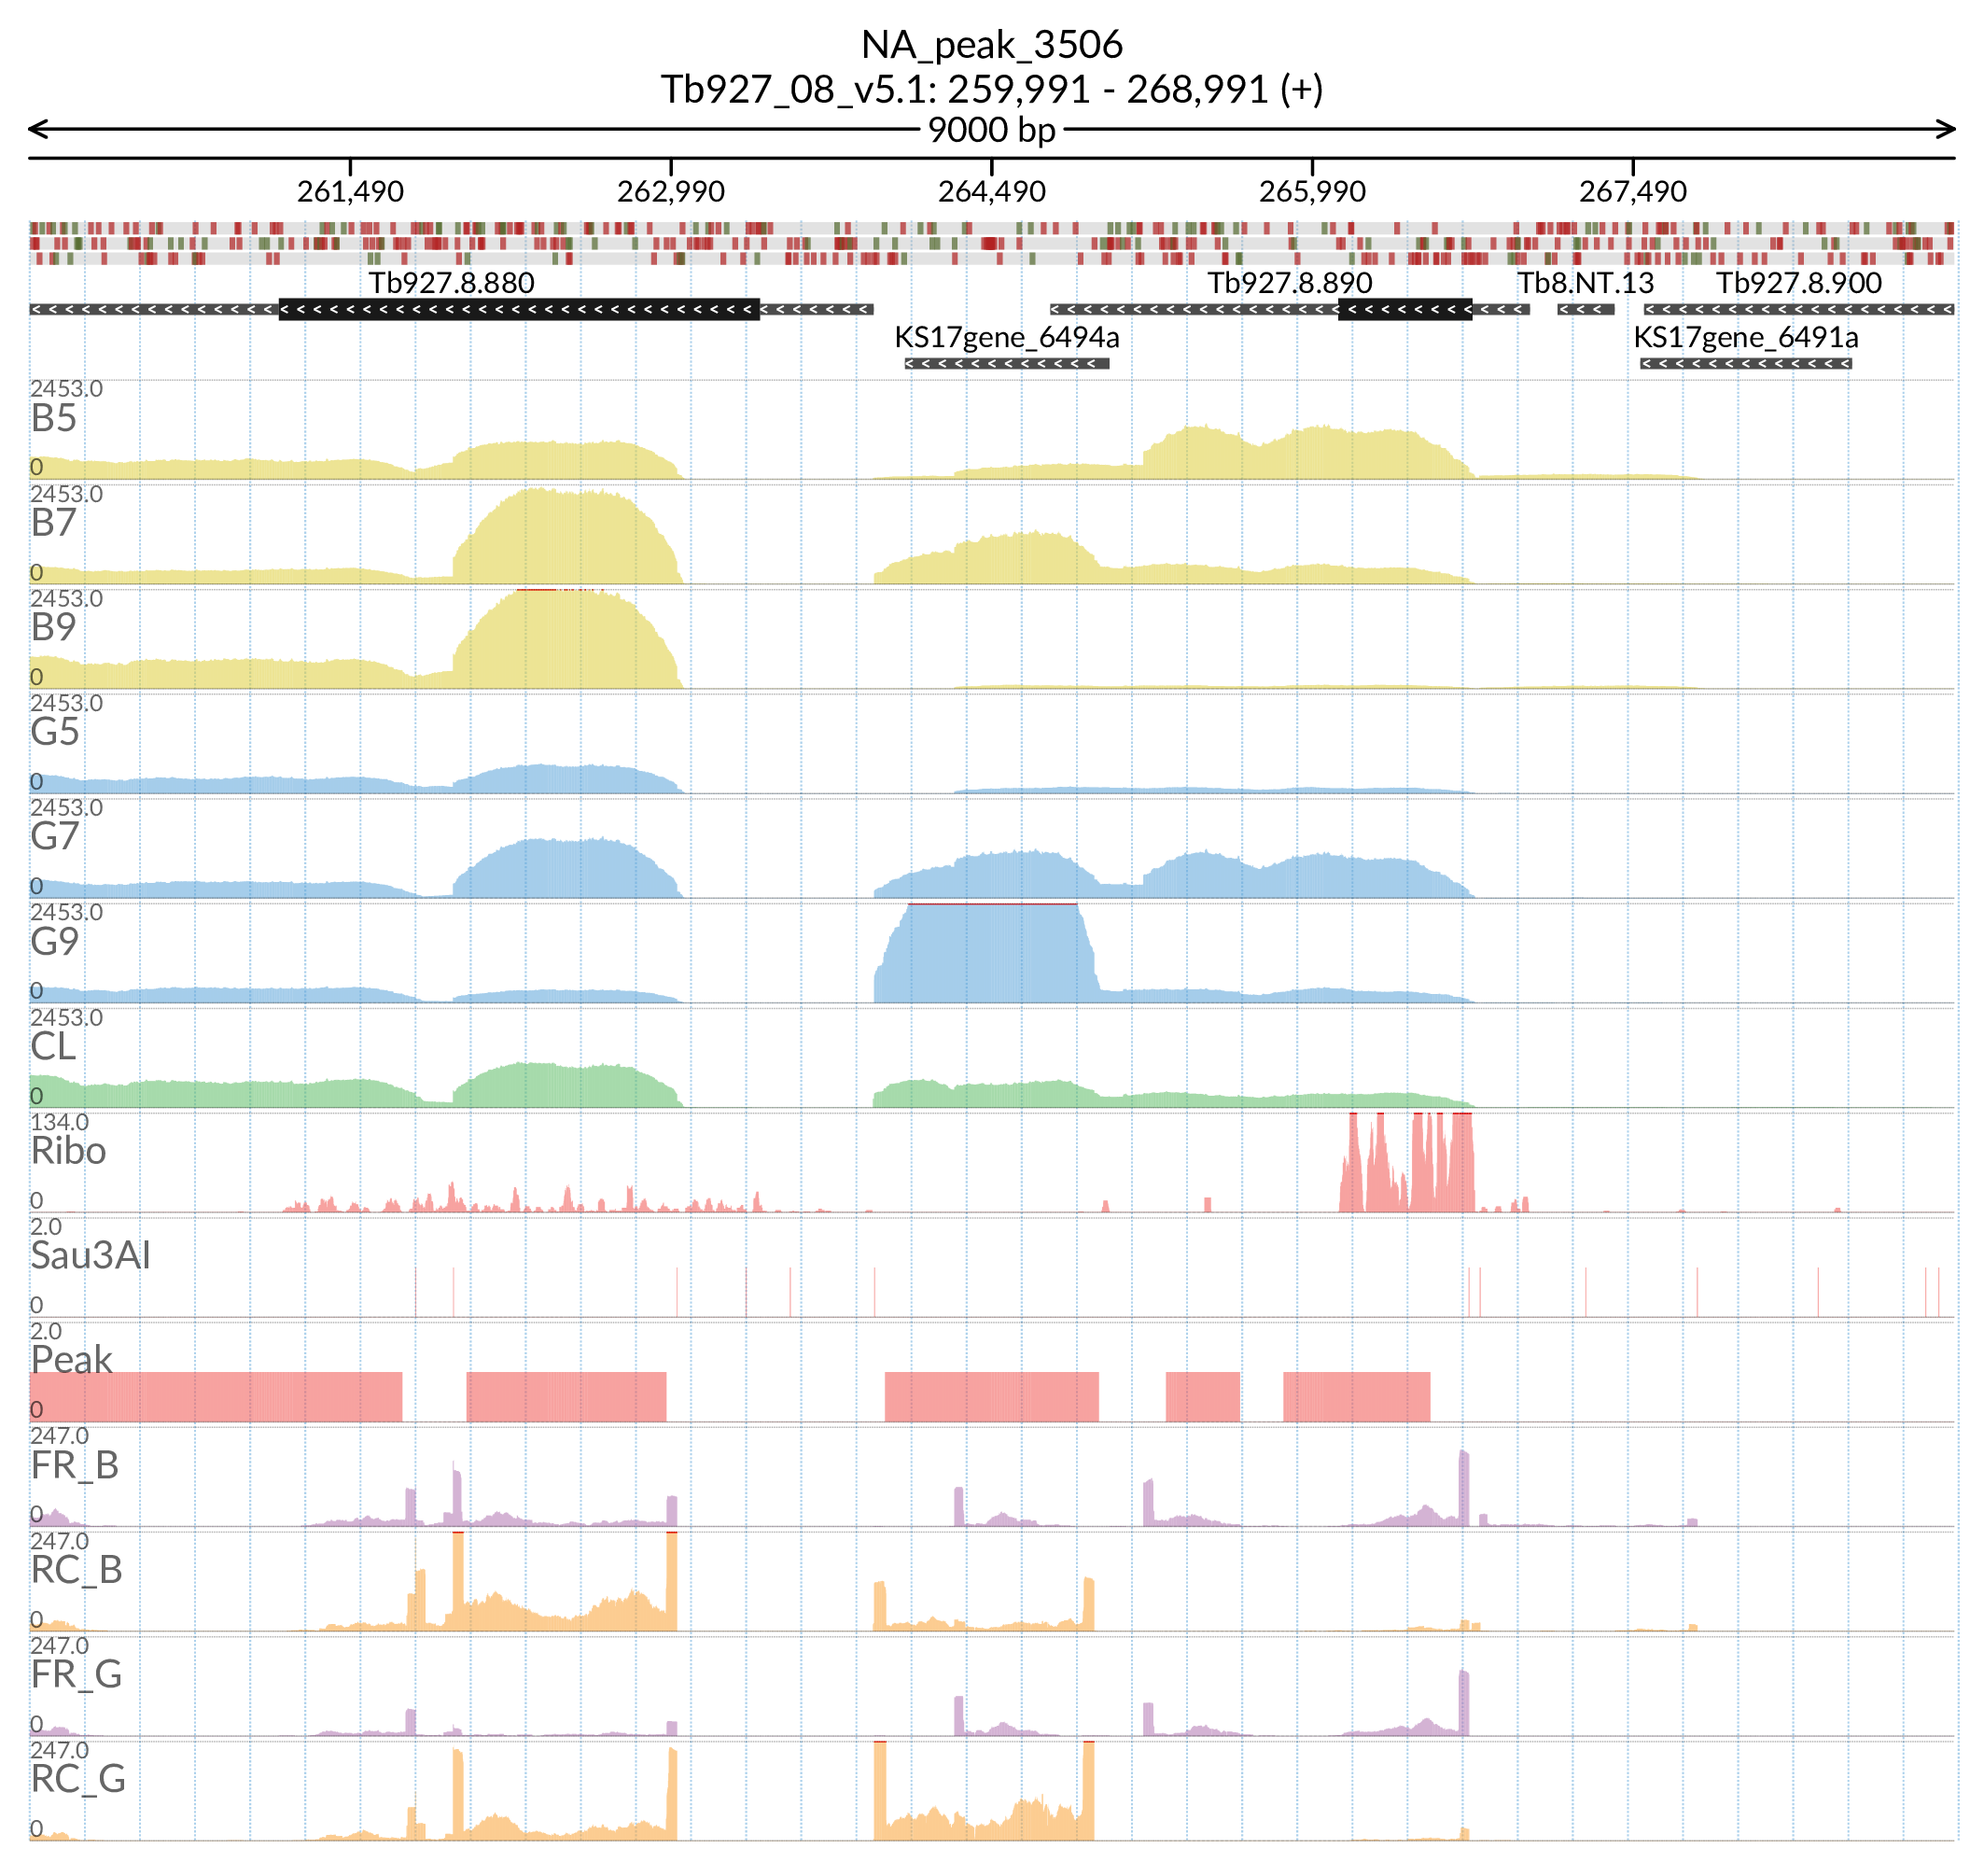 NA_peak_3506
Tb927_08_v5.1: 259,991 - 268,991 (+)
9000 bp
261,490 262,990 264,490 265,990 267,490
Tb927.8.880 Tb927.8.890 Tb8.NT.13 Tb927.8.900
KS17gene_6494a KS17gene_6491a
2453.0
B5
0
2453.0
B7
0
2453.0
B9
0
2453.0
G5
0
2453.0
G7
0
2453.0
G9
0
2453.0
CL
0
134.0
Ribo
0
2.0
Sau3AI
0
2.0
Peak
0
247.0
FR_B
0
247.0
RC_B
0
247.0
FR_G
0
247.0
RC_G
0